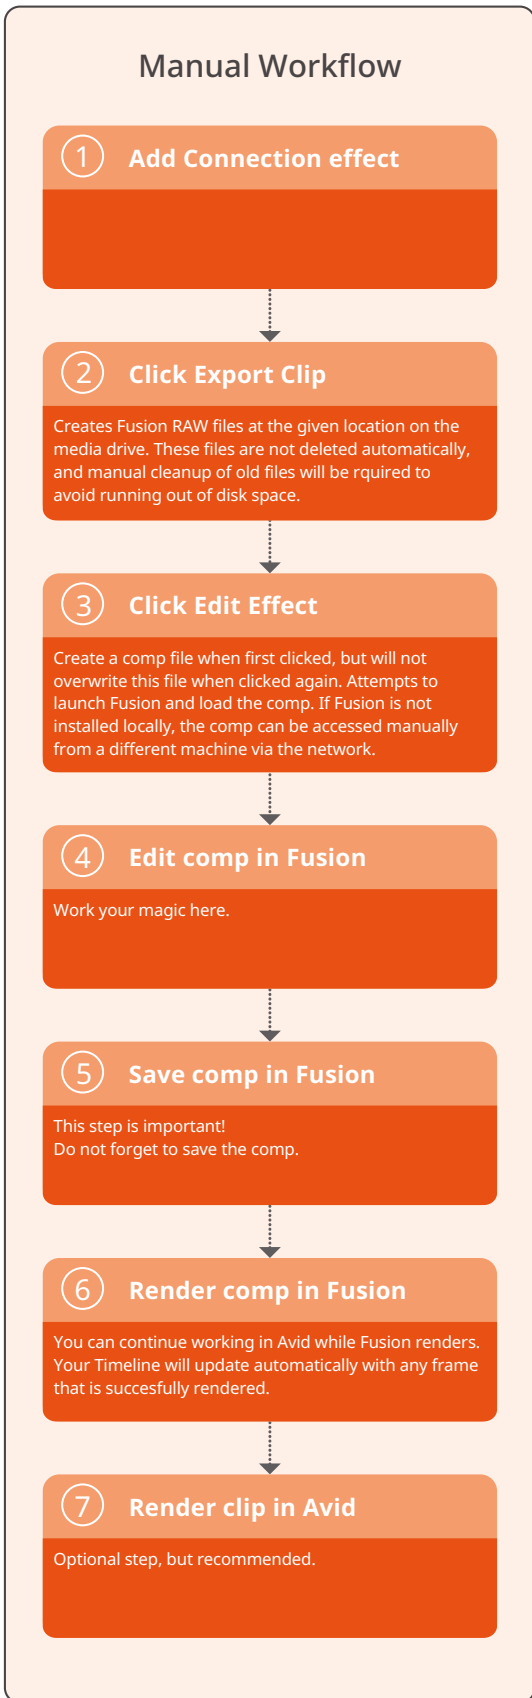 Manual Workflow
1 Add Connection effect
2 Click Export Clip
Creates Fusion RAW files at the given location on the
media drive. These files are not deleted automatically,
and manual cleanup of old files will be rquired to
avoid running out of disk space.
3 Click Edit Effect
Create a comp file when first clicked, but will not
overwrite this file when clicked again. Attempts to
launch Fusion and load the comp. If Fusion is not
installed locally, the comp can be accessed manually
from a different machine via the network.
4 Edit comp in Fusion
Work your magic here.
5 Save comp in Fusion
This step is important!
Do not forget to save the comp.
6 Render comp in Fusion
You can continue working in Avid while Fusion renders.
Your Timeline will update automatically with any frame
that is succesfully rendered.
7 Render clip in Avid
Optional step, but recommended.